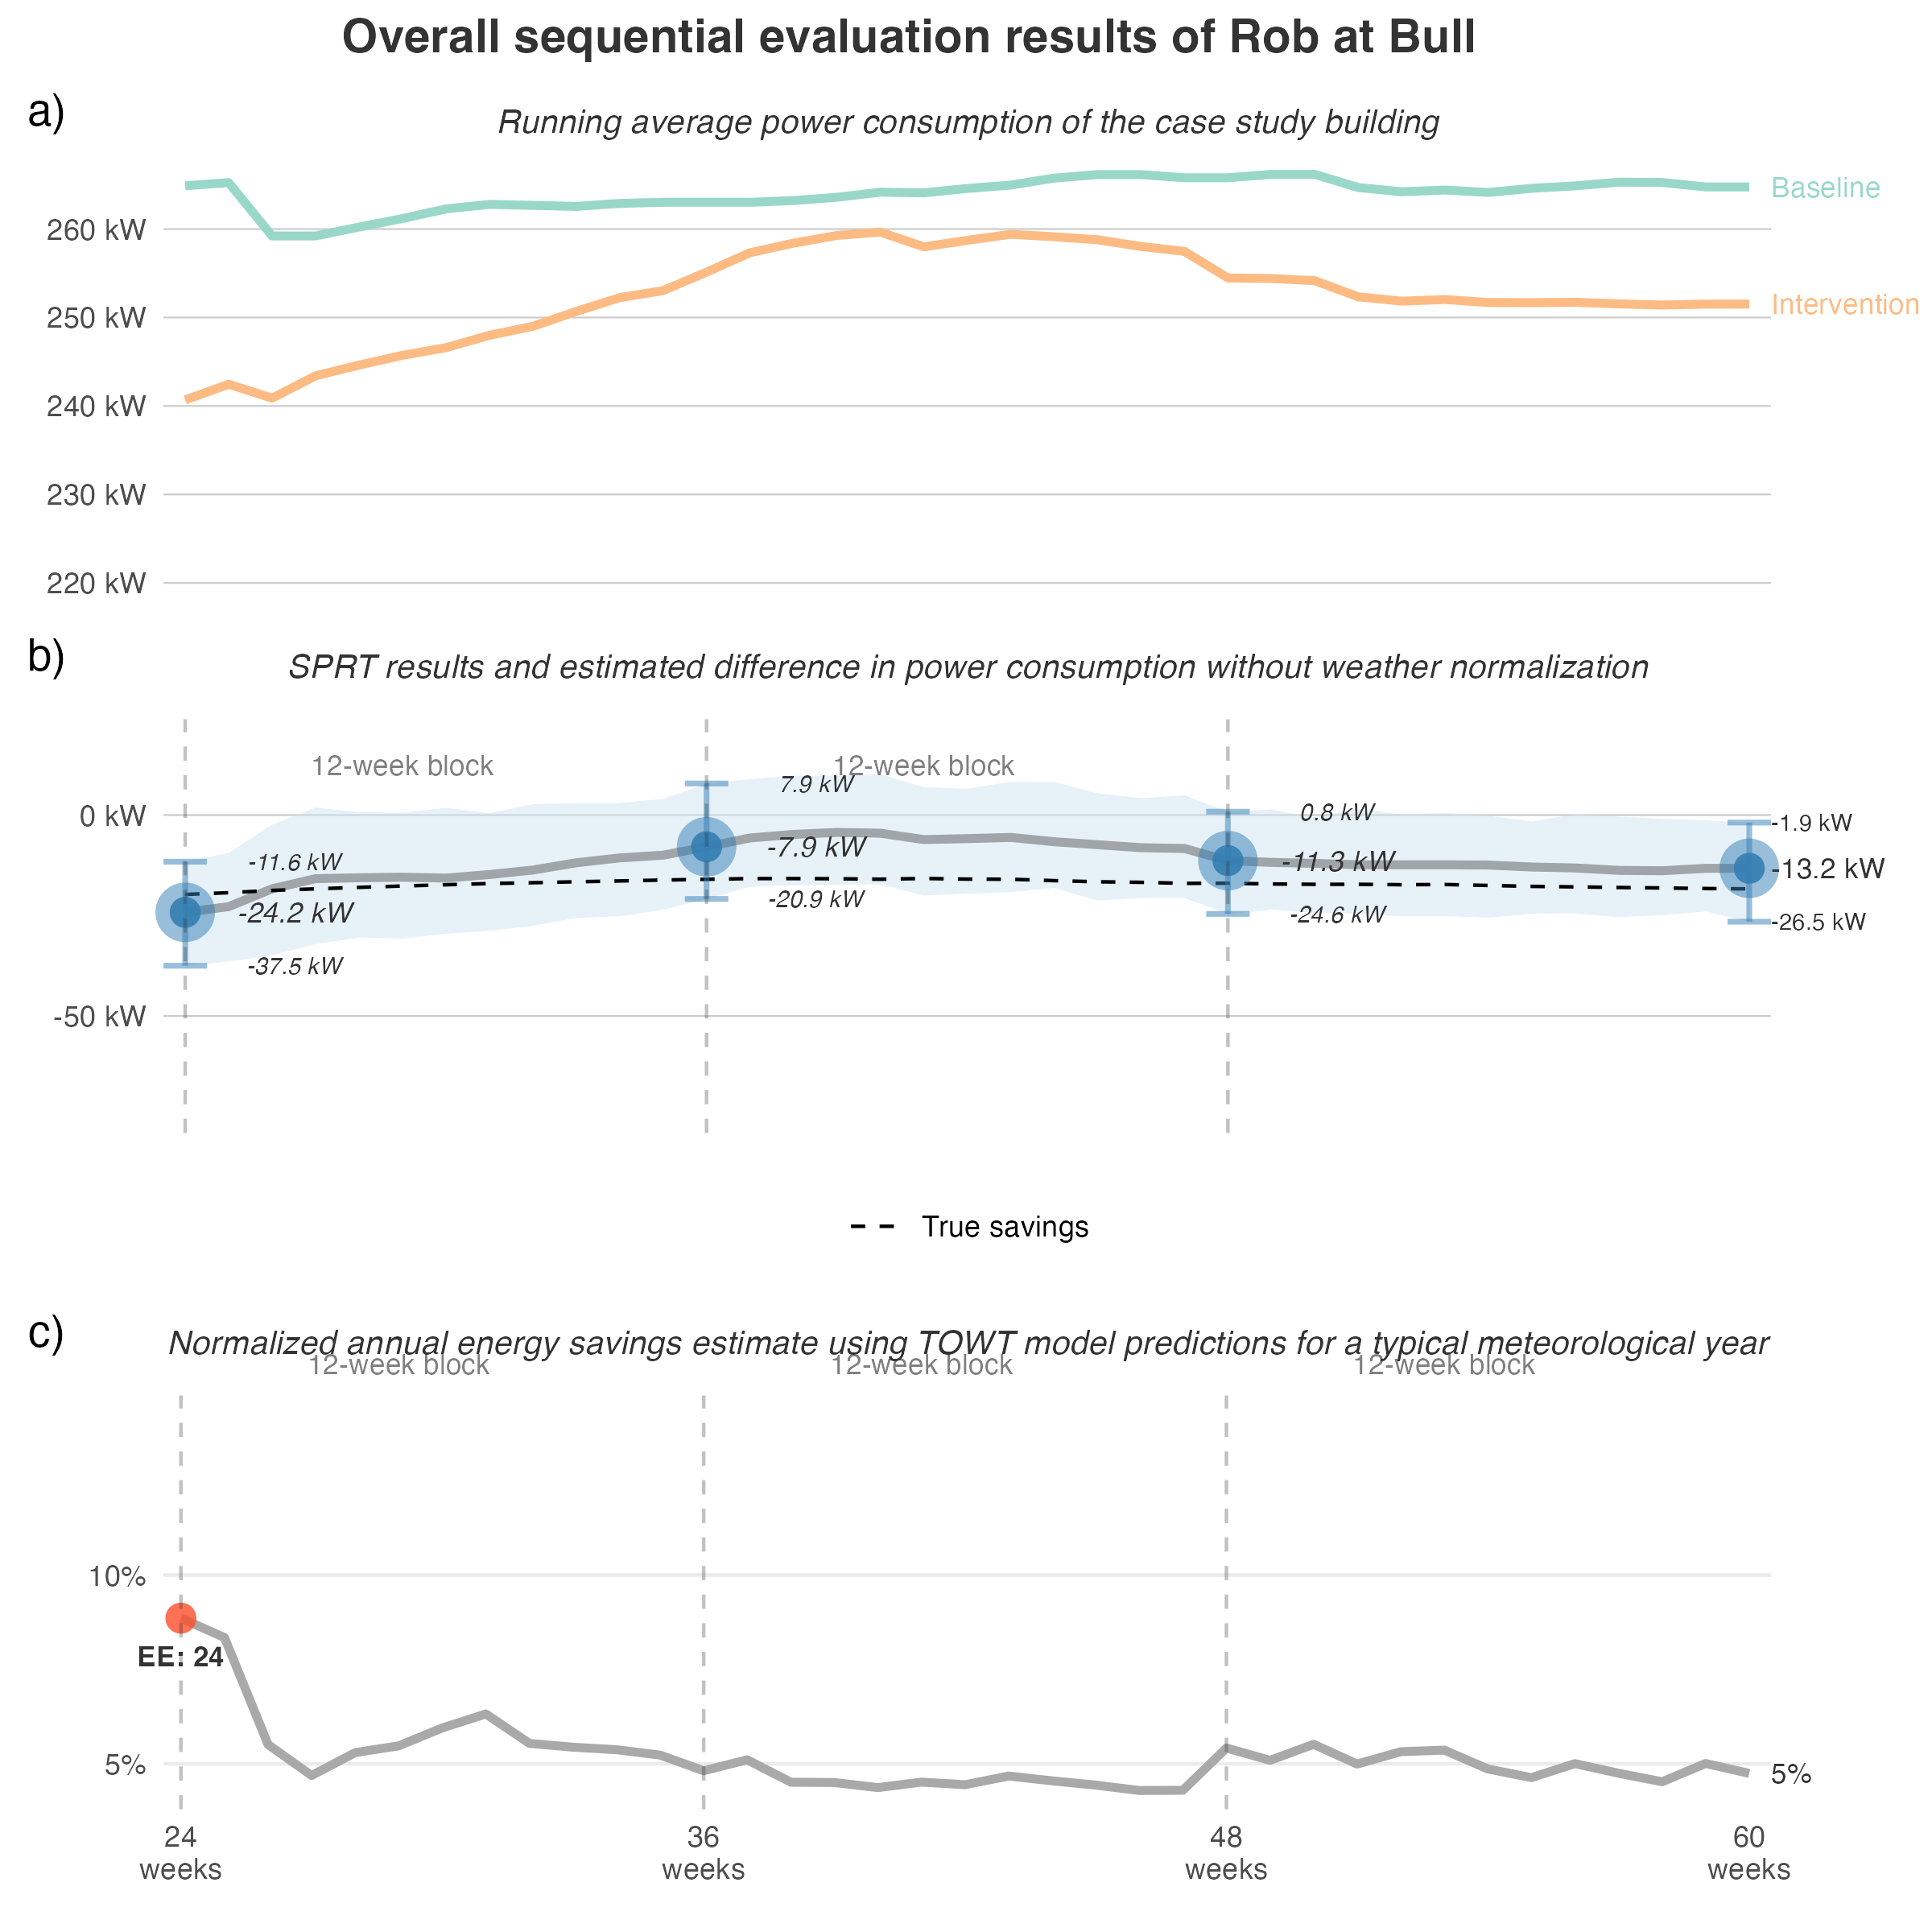 Overall sequential evaluation results of Rob at Bull
a)
Running average power consumption of the case study building
Baseline
260 kW
Intervention
250 kW
240 kW
230 kW
220 kW
b)
SPRT results and estimated difference in power consumption without weather normalization
12-week block
12-week block
7.9 kW
0 kW
0.8 kW
-1.9 kW
-11.6 kW
-7.9 kW
-11.3 kW
-13.2 kW
-24.2 kW
-20.9 kW
-24.6 kW
-26.5 kW
-37.5 kW
-50 kW
True savings
c)
Normalized annual energy savings estimate using TOWT model predictions for a typical meteorological year
12-week block
12-week block
12-week block
10%
EE: 24
5%
5%
24
weeks
36
weeks
48
weeks
60
weeks